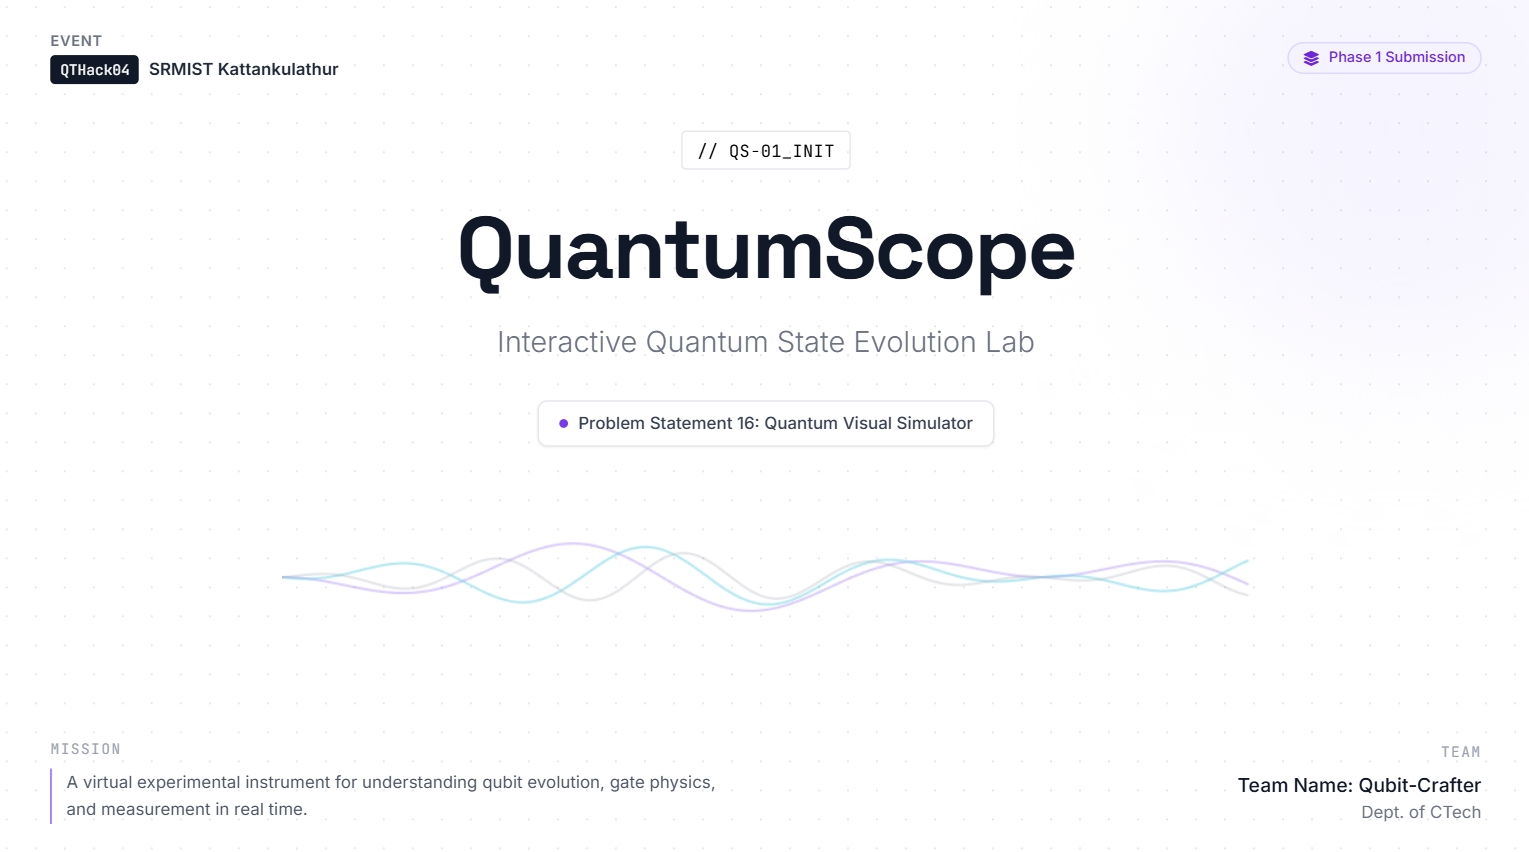 EVENT
QTHack04 SRMIST Kattankulathur
Phase 1 Submission
// QS-01_INIT
QuantumScope
Interactive Quantum State Evolution Lab
Problem Statement 16: Quantum Visual Simulator
MISSION
A virtual experimental instrument for understanding qubit evolution, gate physics,
and measurement in real time.
TEAM
Team Name: Qubit-Crafter
Dept. of CTech